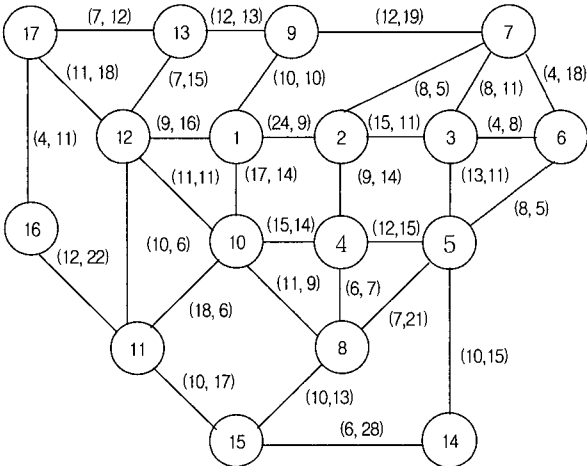 (7, 12) (12, 13) (12, 19)
17 13 9 7
(11, 18) (7,15) (10, 10) (8, 5) (8, 11) (4, 18)
(9, 16) (24, 9) (15, 11) (4, 8)
12 1 2 3 6
(4, 11)
(11,11) (17, 14) (9, 14) (13,11)
(8, 5)
16 (15,14) (12,15)
10 4 5
(12, 22) (10, 6)
(11, 9) (6, 7)
(18, 6) (7,21)
11 8 (10,15)
(10, 17) (10,13)
(6, 28)
15 14